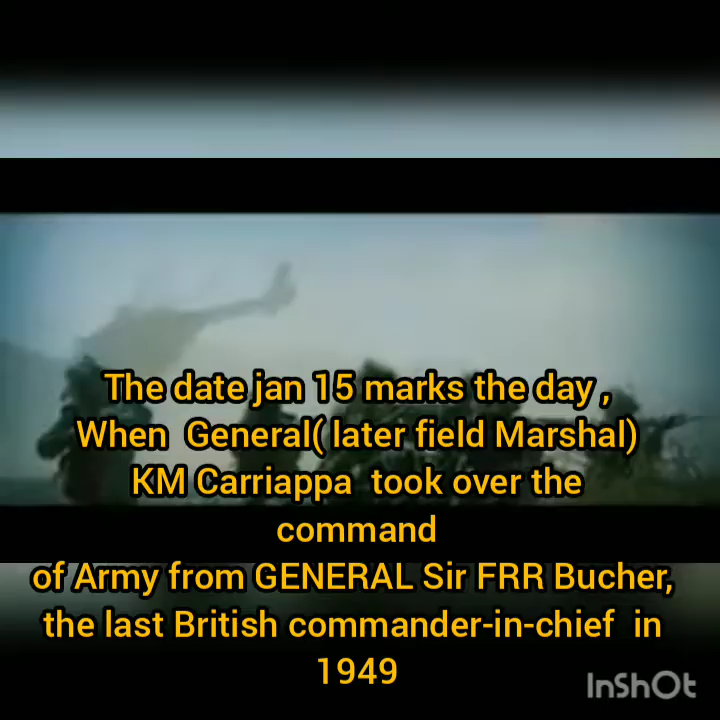 The date jan 15 marks the day ,
When General( later field Marshal)
KM Carriappa took over the
command
of Army from GENERAL Sir FRR Bucher,
the last British commander-in-chief in
1949
InShOt